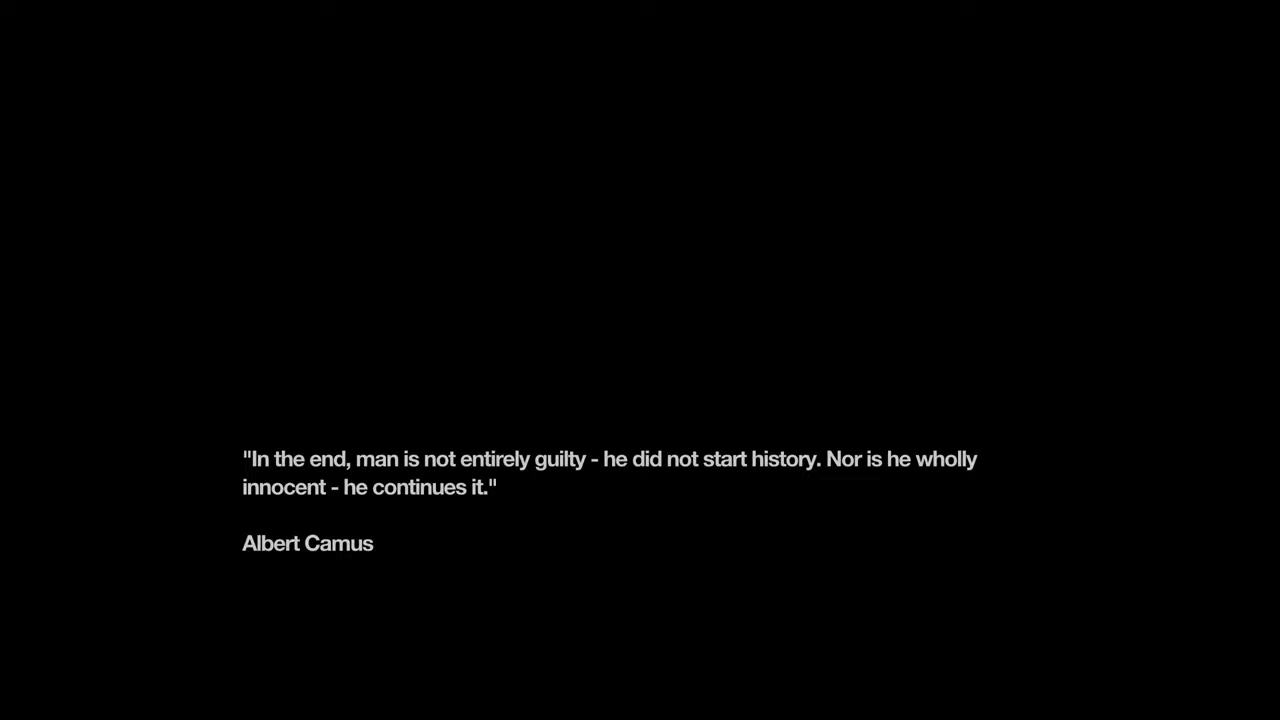 "In the end, man is not entirely guilty - he did not start history. Nor is he wholly
innocent - he continues it."
Albert Camus